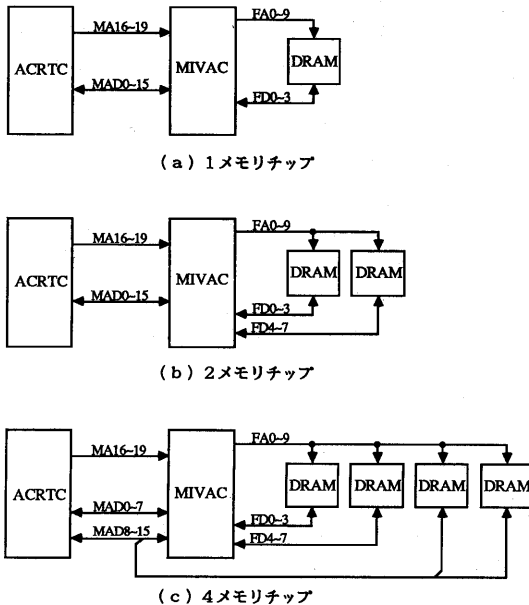 FA0~9
MA16~19
ACRTC
MIVAC
DRAM
MAD0~15
FD0~3
(a) 1メモリチップ
FA0~9
MA16~19
ACRTC
MIVAC
DRAM DRAM
MAD0~15
FD0~3
FD4~7
(b) 2メモリチップ
FA0~9
MA16~19
ACRTC
MIVAC
DRAM DRAM DRAM DRAM
MAD0~7
MAD8~15
FD0~3
FD4~7
(c) 4メモリチップ